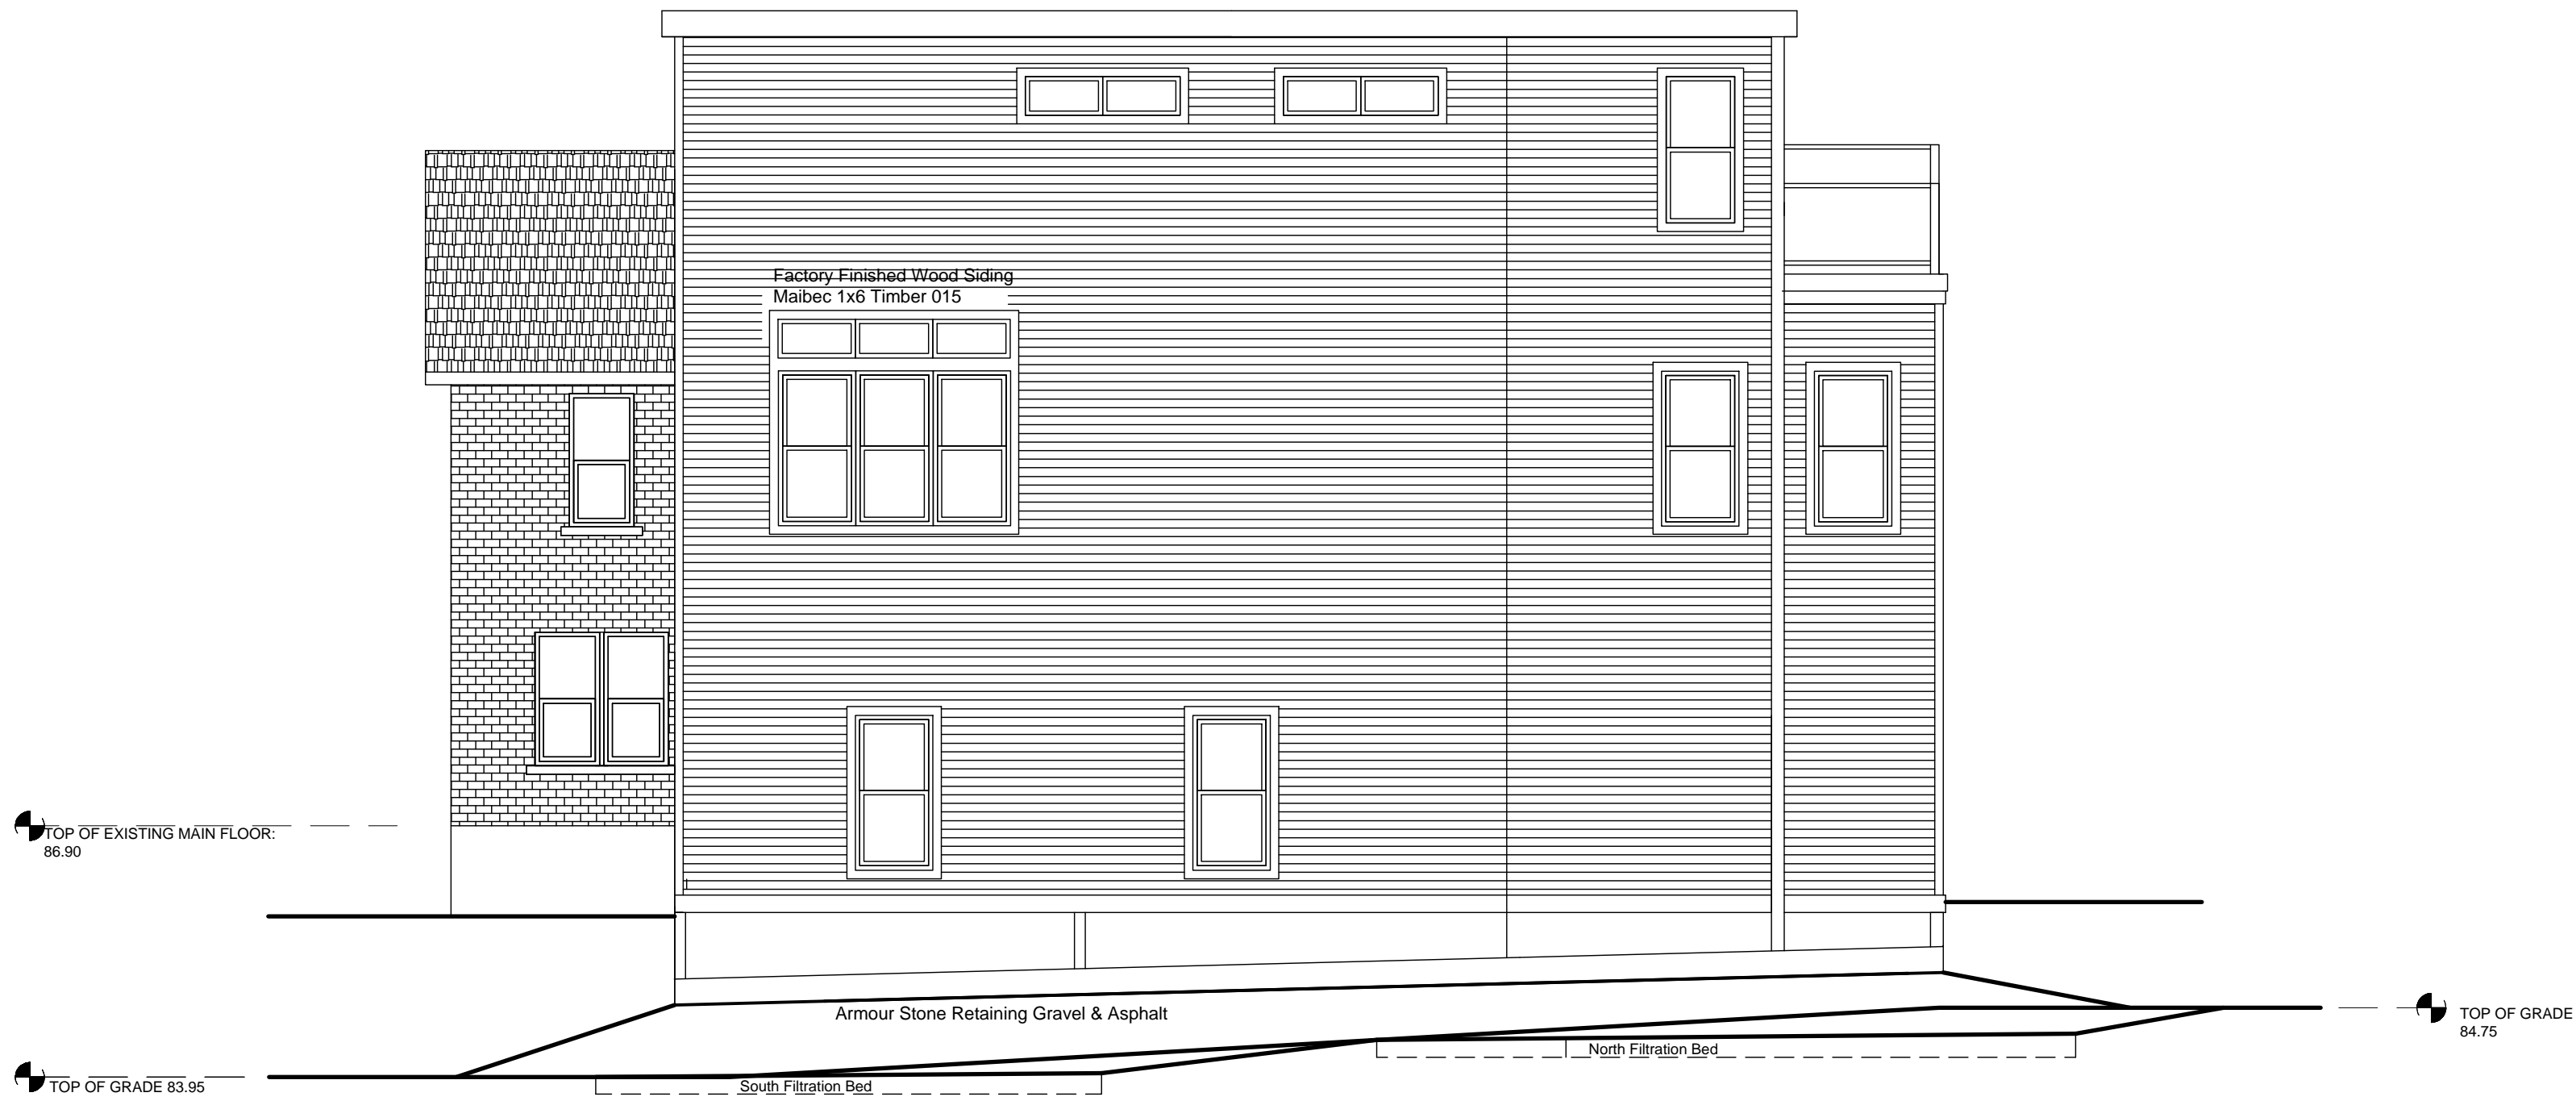 Factory Finished Wood Siding
Maibec 1x6 Timber 015
TOP OF EXISTING MAIN FLOOR:
86.90
Armour Stone Retaining Gravel & Asphalt
TOP OF GRADE
84.75
North Filtration Bed
TOP OF GRADE 83.95
South Filtration Bed